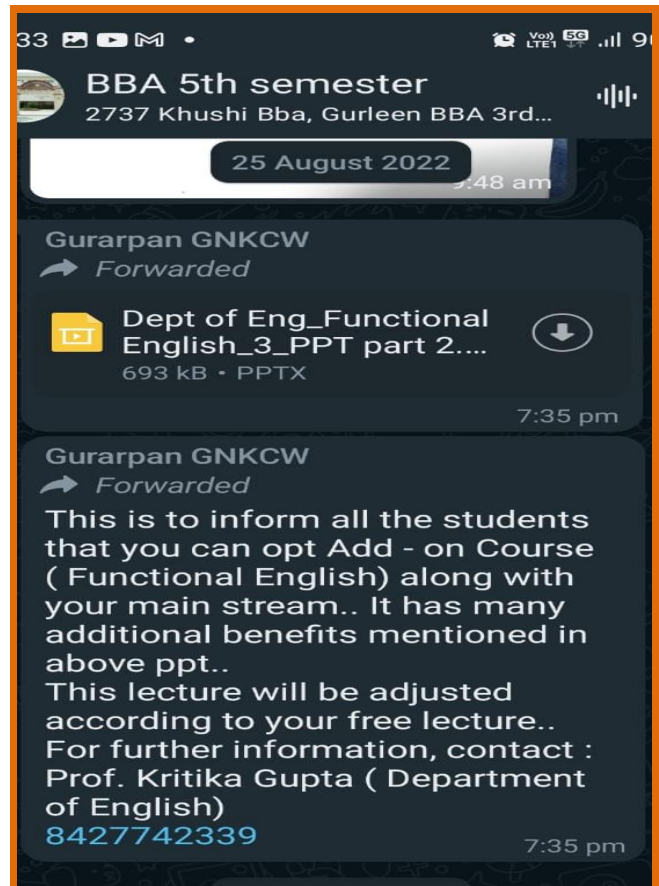 33
VoLTE1 5G 9
BBA 5th semester
2737 Khushi Bba, Gurleen BBA 3rd...
25 August 2022
:48 am
Gurarpan GNKCW
Forwarded
Dept of Eng_Functional
English_3_PPT part 2....
693 kB • PPTX
7:35 pm
Gurarpan GNKCW
Forwarded
This is to inform all the students
that you can opt Add - on Course
( Functional English) along with
your main stream.. It has many
additional benefits mentioned in
above ppt..
This lecture will be adjusted
according to your free lecture..
For further information, contact :
Prof. Kritika Gupta ( Department
of English)
8427742339
7:35 pm